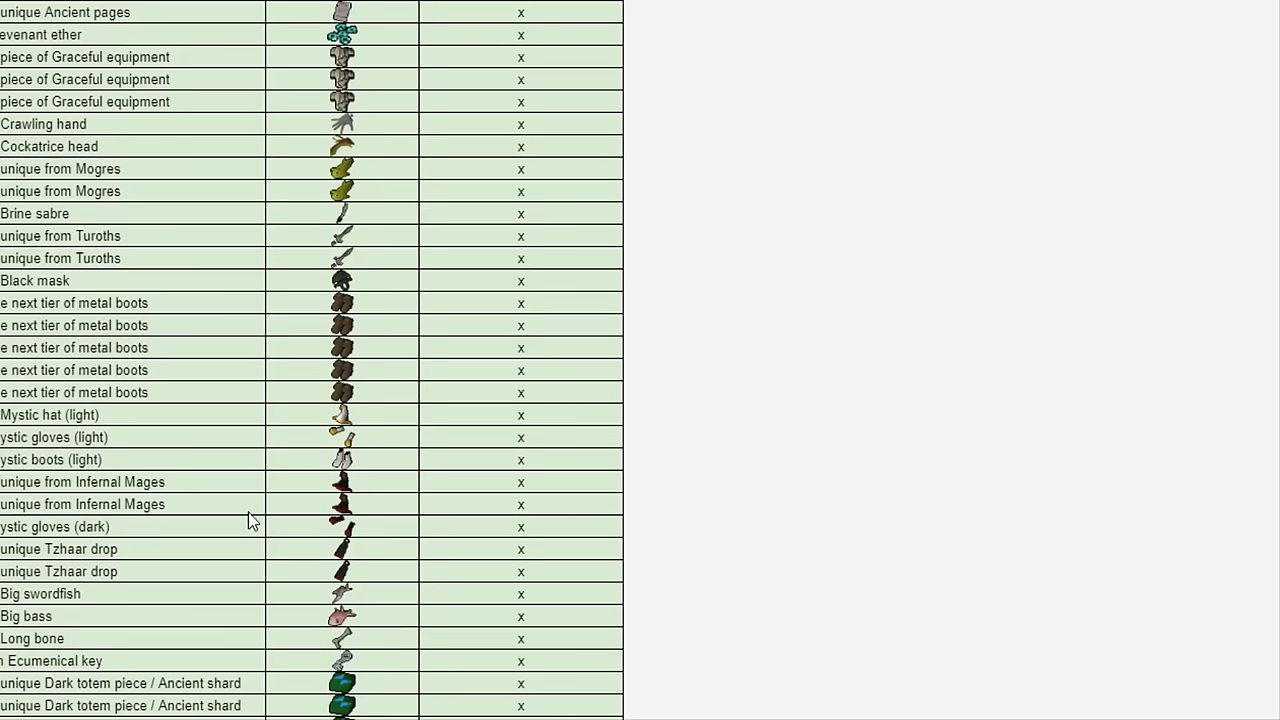 unique Ancient pages x
evenant ether x
piece of Graceful equipment x
piece of Graceful equipment x
piece of Graceful equipment x
Crawling hand x
Cockatrice head x
unique from Mogres x
unique from Mogres x
Brine sabre x
unique from Turoths x
unique from Turoths x
Black mask x
e next tier of metal boots x
e next tier of metal boots x
e next tier of metal boots x
e next tier of metal boots x
e next tier of metal boots x
Mystic hat (light) x
ystic gloves (light) x
ystic boots (light) x
unique from Infernal Mages x
unique from Infernal Mages x
ystic gloves (dark) x
unique Tzhaar drop x
unique Tzhaar drop x
Big swordfish x
Big bass x
Long bone x
n Ecumenical key x
unique Dark totem piece / Ancient shard x
unique Dark totem piece / Ancient shard x